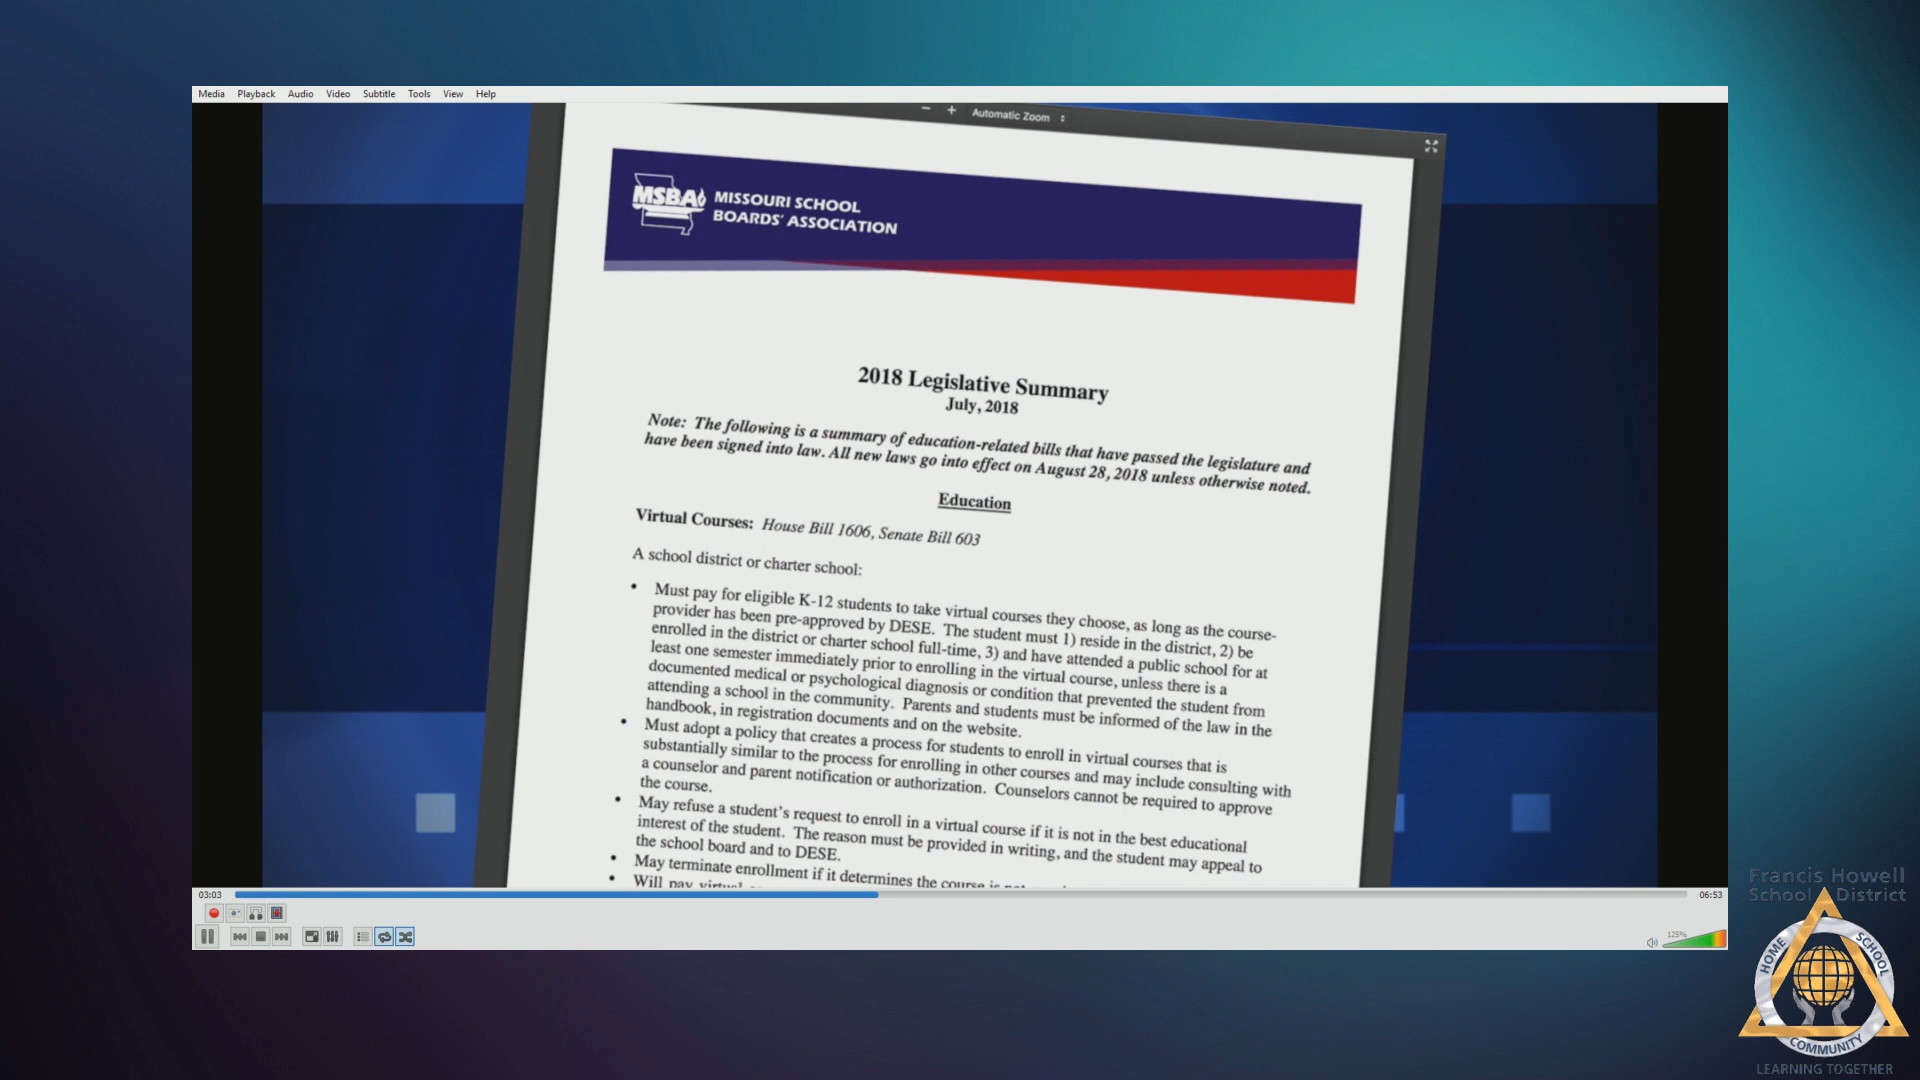 Media Playback Audio Video Subtitle Tools View Help
− + Automatic Zoom
MSBA MISSOURI SCHOOL
BOARDS' ASSOCIATION
2018 Legislative Summary
July, 2018
Note: The following is a summary of education-related bills that have passed the legislature and
have been signed into law. All new laws go into effect on August 28, 2018 unless otherwise noted.
Education
Virtual Courses: House Bill 1606, Senate Bill 603
A school district or charter school:
• Must pay for eligible K-12 students to take virtual courses they choose, as long as the course-
provider has been pre-approved by DESE. The student must 1) reside in the district, 2) be
enrolled in the district or charter school full-time, 3) and have attended a public school for at
least one semester immediately prior to enrolling in the virtual course, unless there is a
documented medical or psychological diagnosis or condition that prevented the student from
attending a school in the community. Parents and students must be informed of the law in the
handbook, in registration documents and on the website.
• Must adopt a policy that creates a process for students to enroll in virtual courses that is
substantially similar to the process for enrolling in other courses and may include consulting with
a counselor and parent notification or authorization. Counselors cannot be required to approve
the course.
• May refuse a student's request to enroll in a virtual course if it is not in the best educational
interest of the student. The reason must be provided in writing, and the student may appeal to
the school board and to DESE.
• May terminate enrollment if it determines the course is not
• Will pay virtual
03:03 06:53
125%
Francis Howell
School District
HOME SCHOOL
COMMUNITY
LEARNING TOGETHER